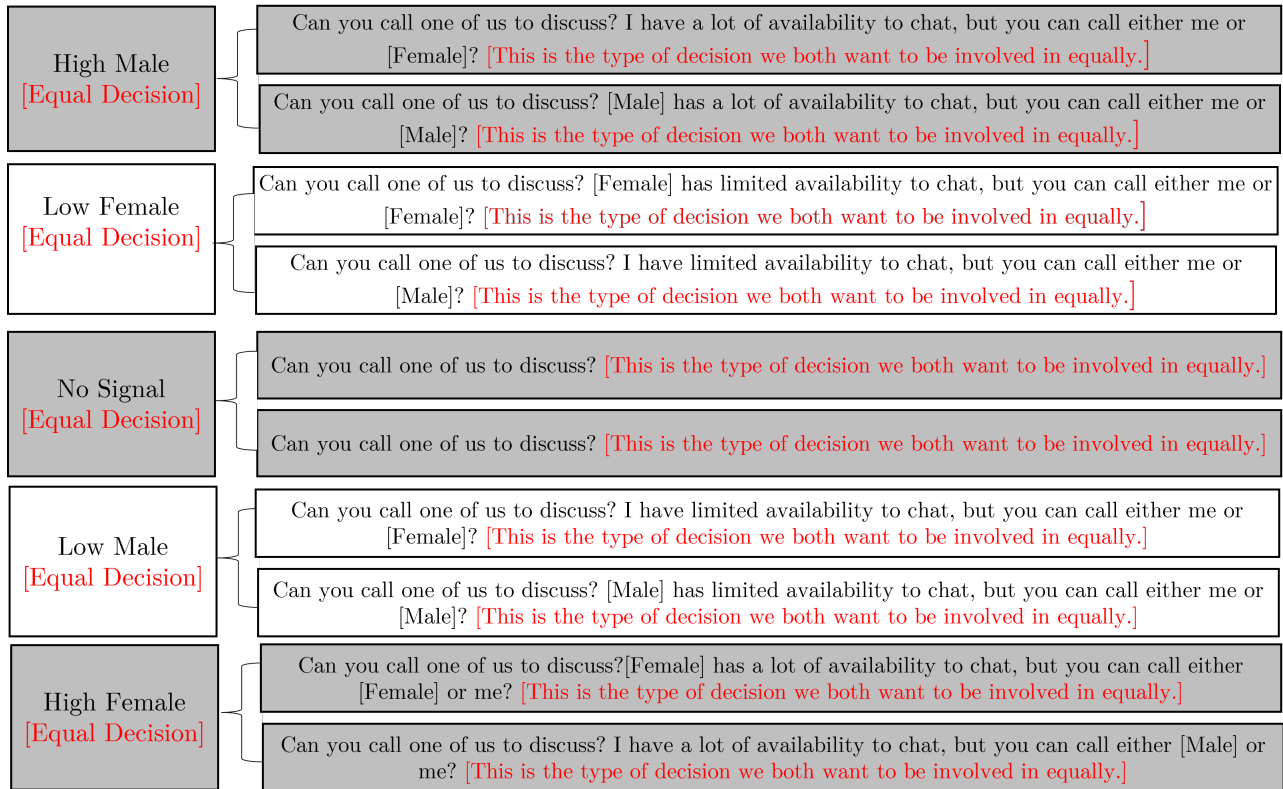 High Male
[Equal Decision]
Can you call one of us to discuss? I have a lot of availability to chat, but you can call either me or
[Female]? [This is the type of decision we both want to be involved in equally.]
Can you call one of us to discuss? [Male] has a lot of availability to chat, but you can call either me or
[Male]? [This is the type of decision we both want to be involved in equally.]
Low Female
[Equal Decision]
Can you call one of us to discuss? [Female] has limited availability to chat, but you can call either me or
[Female]? [This is the type of decision we both want to be involved in equally.]
Can you call one of us to discuss? I have limited availability to chat, but you can call either me or
[Male]? [This is the type of decision we both want to be involved in equally.]
No Signal
[Equal Decision]
Can you call one of us to discuss? [This is the type of decision we both want to be involved in equally.]
Can you call one of us to discuss? [This is the type of decision we both want to be involved in equally.]
Low Male
[Equal Decision]
Can you call one of us to discuss? I have limited availability to chat, but you can call either me or
[Female]? [This is the type of decision we both want to be involved in equally.]
Can you call one of us to discuss? [Male] has limited availability to chat, but you can call either me or
[Male]? [This is the type of decision we both want to be involved in equally.]
High Female
[Equal Decision]
Can you call one of us to discuss?[Female] has a lot of availability to chat, but you can call either
[Female] or me? [This is the type of decision we both want to be involved in equally.]
Can you call one of us to discuss? I have a lot of availability to chat, but you can call either [Male] or
me? [This is the type of decision we both want to be involved in equally.]